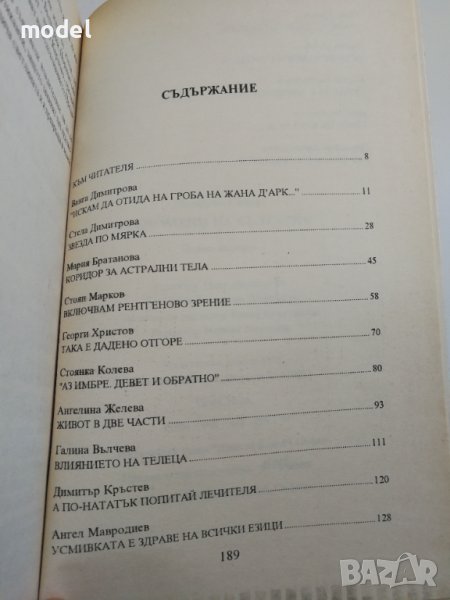 model
СЪДЪРЖАНИЕ
КЪМ ЧИТАТЕЛЯ 8
Ванга Димитрова
"ИСКАМ ДА ОТИДА НА ГРОБА НА ЖАНА Д'АРК..." 11
Стела Димитрова
ЗВЕЗДА ПО МЯРКА 28
Мария Братанова
КОРИДОР ЗА АСТРАЛНИ ТЕЛА 45
Стоян Марков
ВКЛЮЧВАМ РЕНТГЕНОВО ЗРЕНИЕ 58
Георги Христов
ТАКА Е ДАДЕНО ОТГОРЕ 70
Стоянка Колева
"АЗ ИМБРЕ. ДЕВЕТ И ОБРАТНО" 80
Ангелина Желева
ЖИВОТ В ДВЕ ЧАСТИ 93
Галина Вълчева
ВЛИЯНИЕТО НА ТЕЛЕЦА 111
Димитър Кръстев
А ПО-НАТАТЪК ПОПИТАЙ ЛЕЧИТЕЛЯ 120
Ангел Мавродиев
УСМИВКАТА Е ЗДРАВЕ НА ВСИЧКИ ЕЗИЦИ 128
189
BAZAR